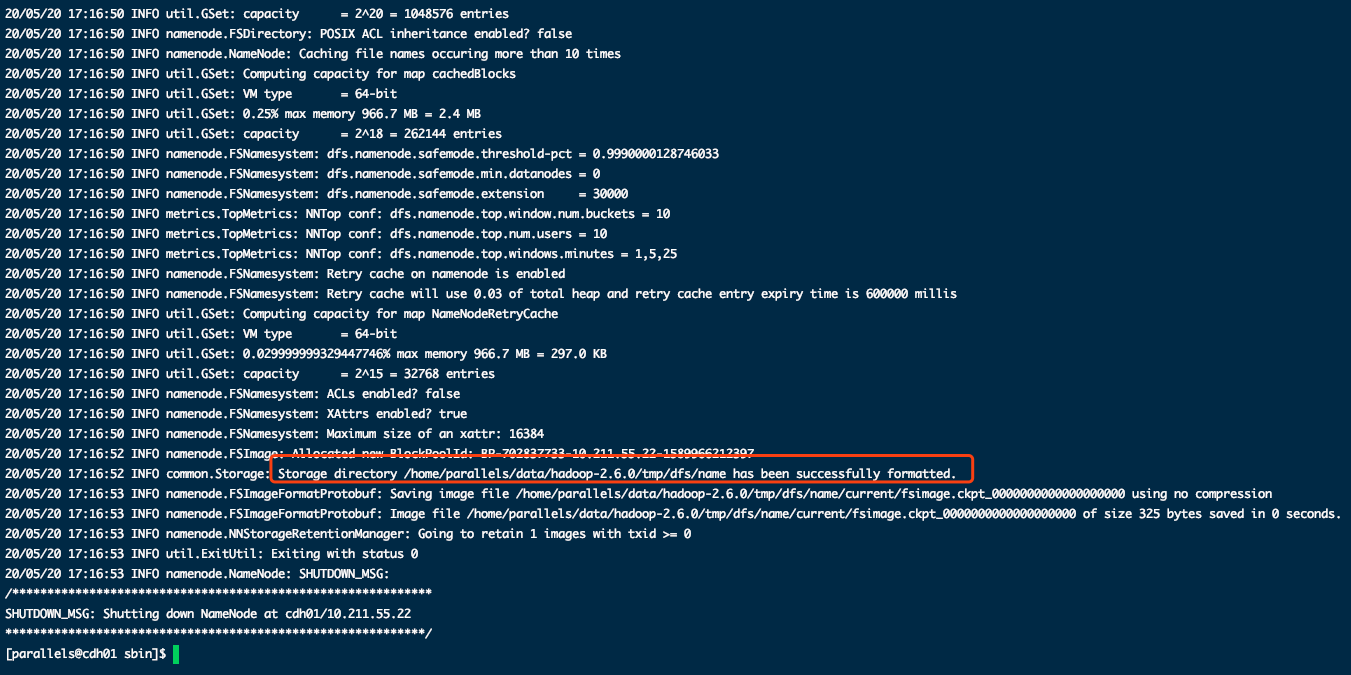 20/05/20 17:16:50 INFO util.GSet: capacity      = 2^20 = 1048576 entries
20/05/20 17:16:50 INFO namenode.FSDirectory: POSIX ACL inheritance enabled? false
20/05/20 17:16:50 INFO namenode.NameNode: Caching file names occuring more than 10 times
20/05/20 17:16:50 INFO util.GSet: Computing capacity for map cachedBlocks
20/05/20 17:16:50 INFO util.GSet: VM type       = 64-bit
20/05/20 17:16:50 INFO util.GSet: 0.25% max memory 966.7 MB = 2.4 MB
20/05/20 17:16:50 INFO util.GSet: capacity      = 2^18 = 262144 entries
20/05/20 17:16:50 INFO namenode.FSNamesystem: dfs.namenode.safemode.threshold-pct = 0.9990000128746033
20/05/20 17:16:50 INFO namenode.FSNamesystem: dfs.namenode.safemode.min.datanodes = 0
20/05/20 17:16:50 INFO namenode.FSNamesystem: dfs.namenode.safemode.extension     = 30000
20/05/20 17:16:50 INFO metrics.TopMetrics: NNTop conf: dfs.namenode.top.window.num.buckets = 10
20/05/20 17:16:50 INFO metrics.TopMetrics: NNTop conf: dfs.namenode.top.num.users = 10
20/05/20 17:16:50 INFO metrics.TopMetrics: NNTop conf: dfs.namenode.top.windows.minutes = 1,5,25
20/05/20 17:16:50 INFO namenode.FSNamesystem: Retry cache on namenode is enabled
20/05/20 17:16:50 INFO namenode.FSNamesystem: Retry cache will use 0.03 of total heap and retry cache entry expiry time is 600000 millis
20/05/20 17:16:50 INFO util.GSet: Computing capacity for map NameNodeRetryCache
20/05/20 17:16:50 INFO util.GSet: VM type       = 64-bit
20/05/20 17:16:50 INFO util.GSet: 0.029999999329447746% max memory 966.7 MB = 297.0 KB
20/05/20 17:16:50 INFO util.GSet: capacity      = 2^15 = 32768 entries
20/05/20 17:16:50 INFO namenode.FSNamesystem: ACLs enabled? false
20/05/20 17:16:50 INFO namenode.FSNamesystem: XAttrs enabled? true
20/05/20 17:16:50 INFO namenode.FSNamesystem: Maximum size of an xattr: 16384
20/05/20 17:16:52 INFO namenode.FSImage: Allocated new BlockPoolId: BP-702837733-10.211.55.22-1589966212397
20/05/20 17:16:52 INFO common.Storage: Storage directory /home/parallels/data/hadoop-2.6.0/tmp/dfs/name has been successfully formatted.
20/05/20 17:16:53 INFO namenode.FSImageFormatProtobuf: Saving image file /home/parallels/data/hadoop-2.6.0/tmp/dfs/name/current/fsimage.ckpt_0000000000000000000 using no compression
20/05/20 17:16:53 INFO namenode.FSImageFormatProtobuf: Image file /home/parallels/data/hadoop-2.6.0/tmp/dfs/name/current/fsimage.ckpt_0000000000000000000 of size 325 bytes saved in 0 seconds.
20/05/20 17:16:53 INFO namenode.NNStorageRetentionManager: Going to retain 1 images with txid >= 0
20/05/20 17:16:53 INFO util.ExitUtil: Exiting with status 0
20/05/20 17:16:53 INFO namenode.NameNode: SHUTDOWN_MSG:
/************************************************************
SHUTDOWN_MSG: Shutting down NameNode at cdh01/10.211.55.22
************************************************************/
[parallels@cdh01 sbin]$